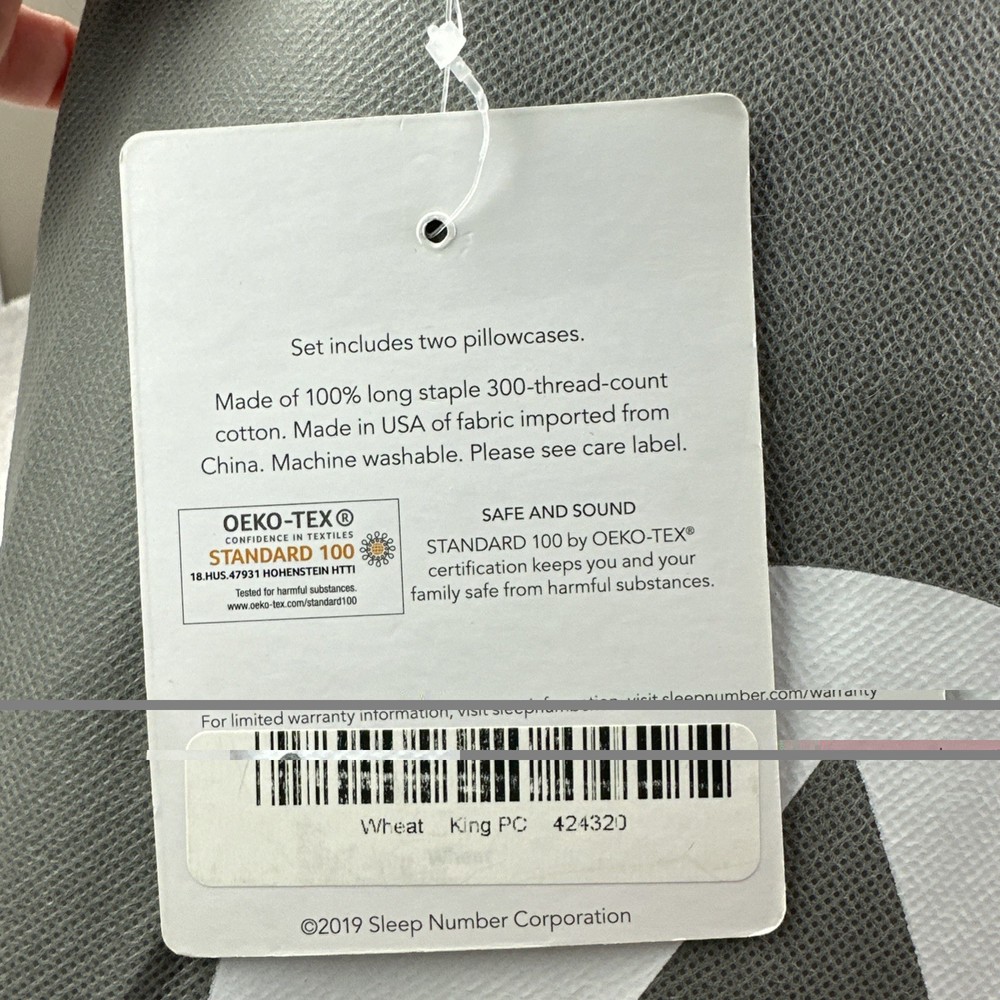 Set includes two pillowcases.
Made of 100% long staple 300-thread-count
cotton. Made in USA of fabric imported from
China. Machine washable. Please see care label.
OEKO-TEX®
CONFIDENCE IN TEXTILES
STANDARD 100
18.HUS.47931 HOHENSTEIN HTTI
Tested for harmful substances.
www.oeko-tex.com/standard100
SAFE AND SOUND
STANDARD 100 by OEKO-TEX®
certification keeps you and your
family safe from harmful substances.
visit sleepnumber.com/warranty
For limited warranty information, visit
Wheat King PC 424320
©2019 Sleep Number Corporation